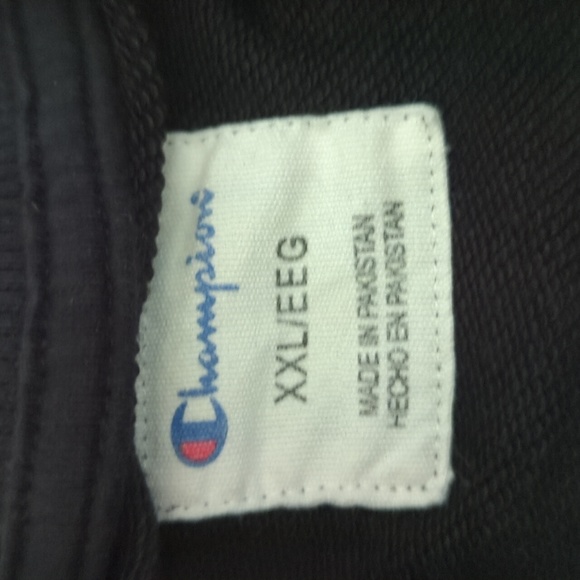 Champion
XXL/EEG
MADE IN PAKISTAN
HECHO EN PAKISTAN